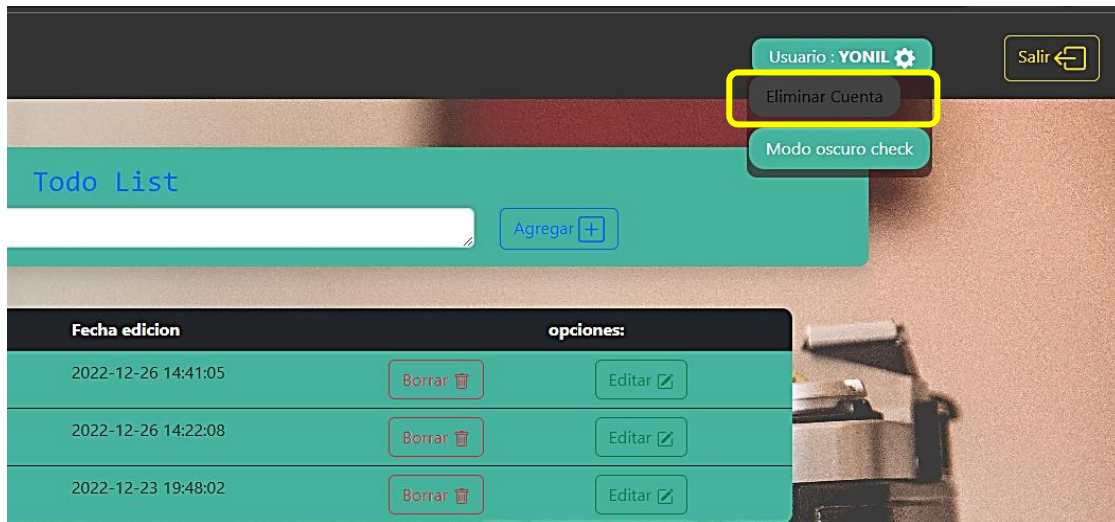 Usuario : YONIL
Salir
Eliminar Cuenta
Modo oscuro check
Todo List
Agregar
Fecha edicion opciones:
2022-12-26 14:41:05 Borrar Editar
2022-12-26 14:22:08 Borrar Editar
2022-12-23 19:48:02 Borrar Editar